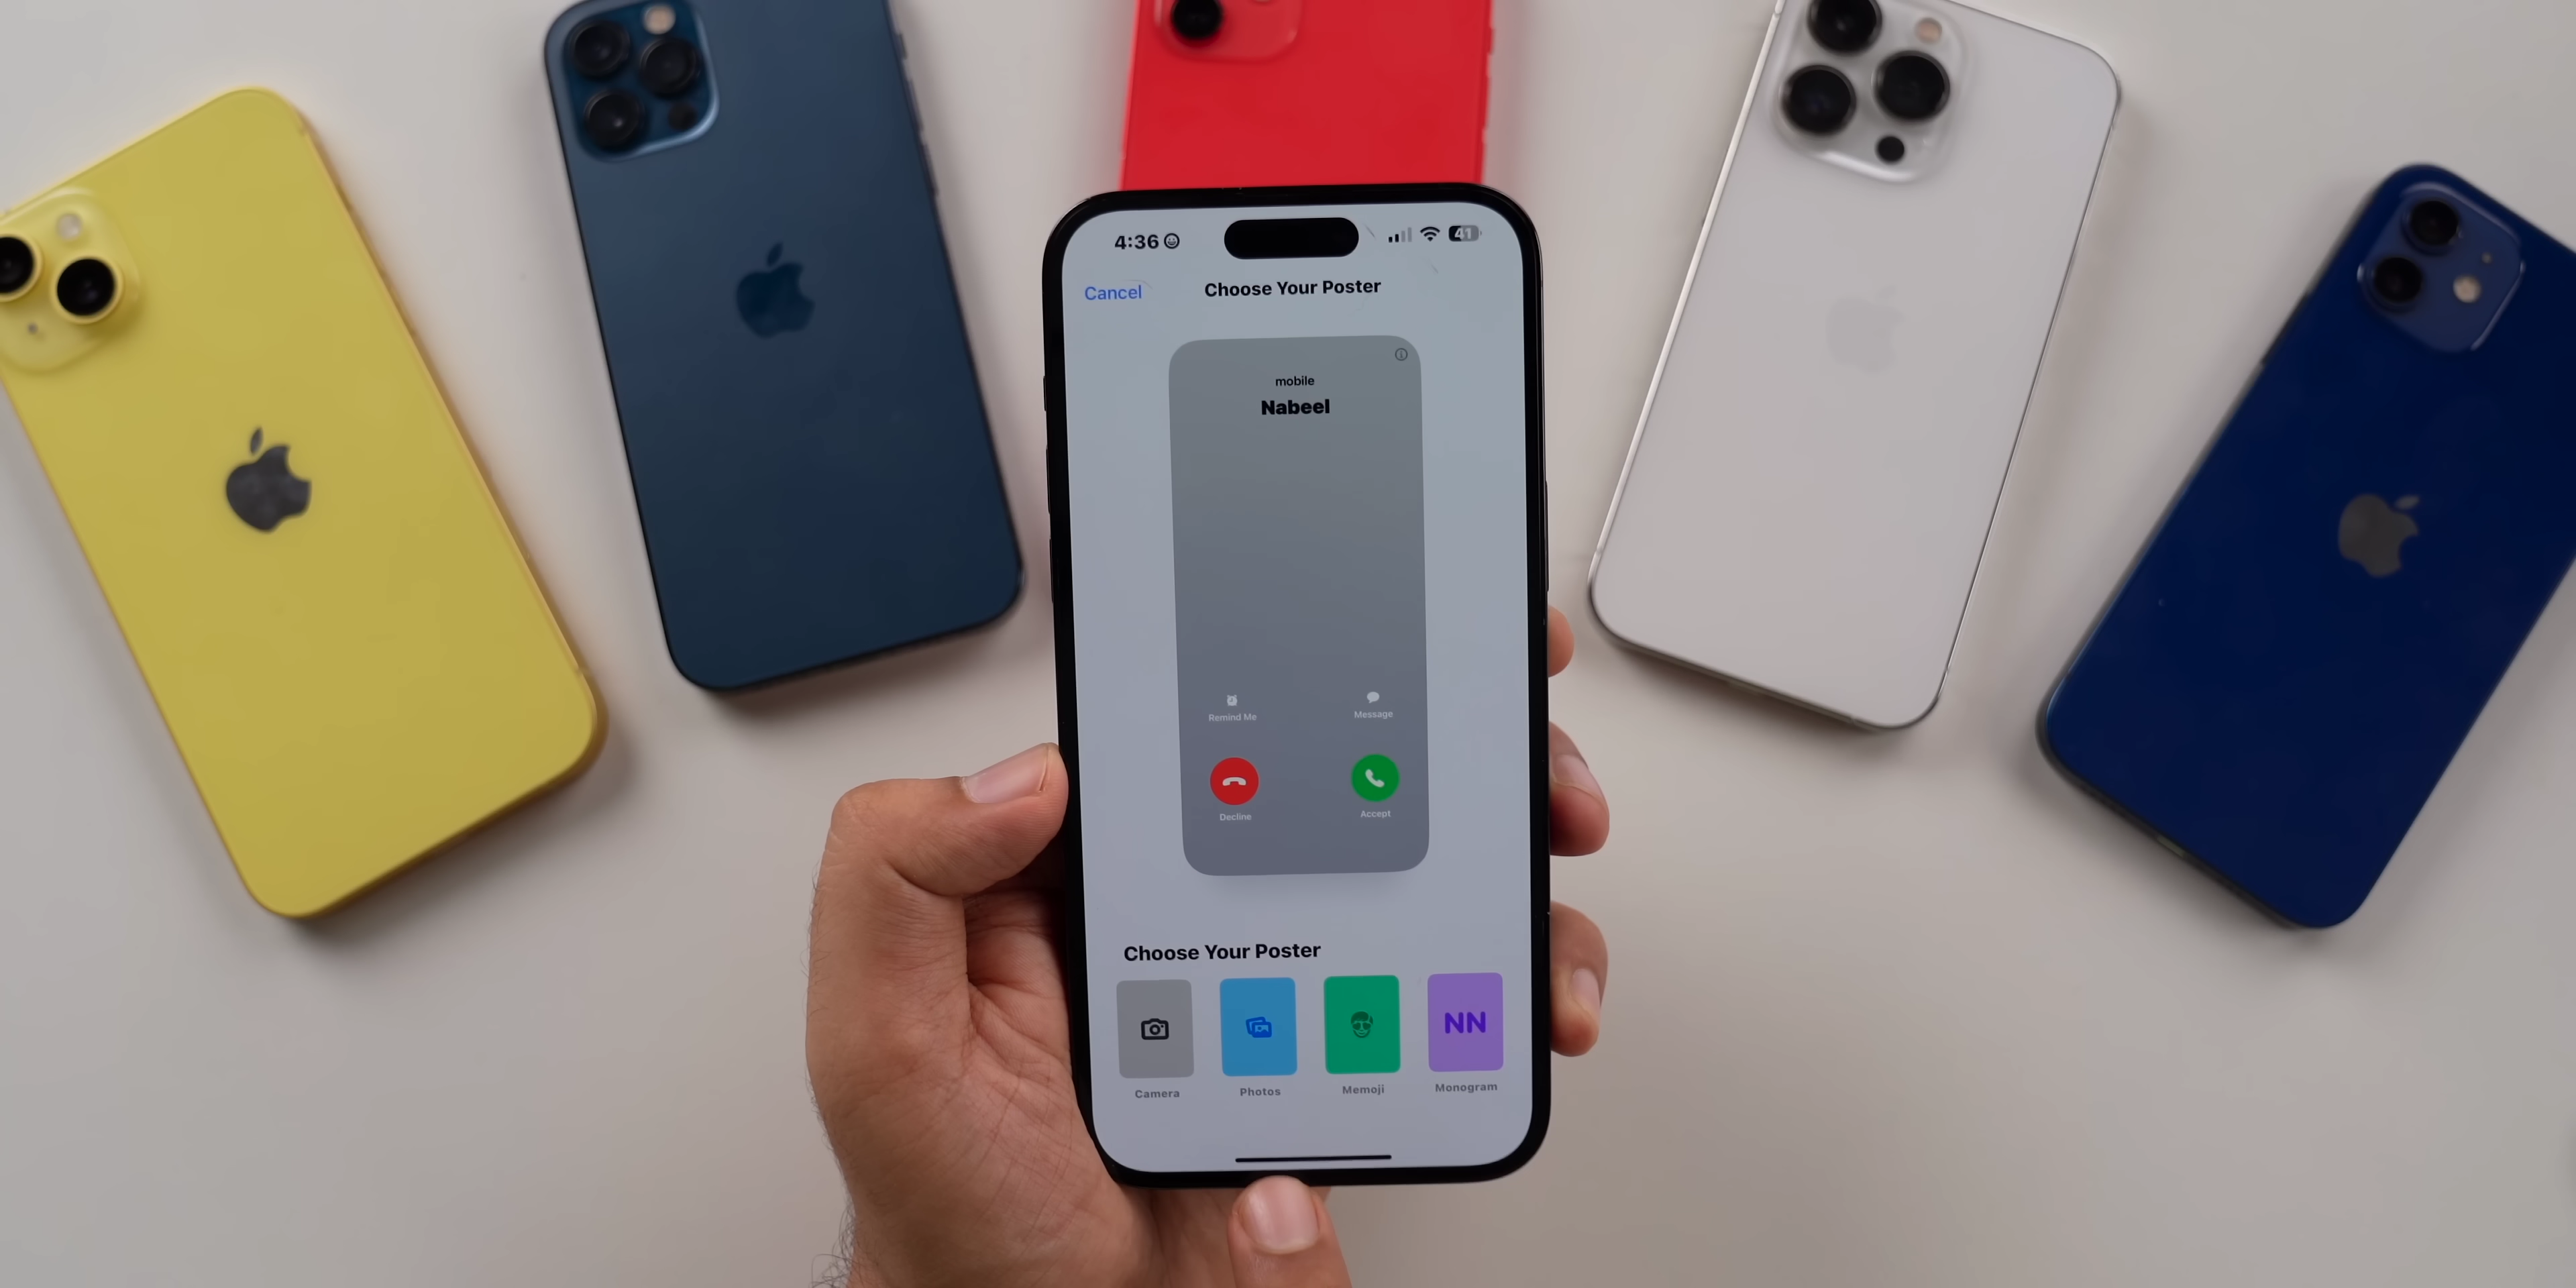 4:36 41
Cancel Choose Your Poster
mobile
Nabeel
Remind Me Message
Decline Accept
Choose Your Poster
NN
Camera Photos Memoji Monogram